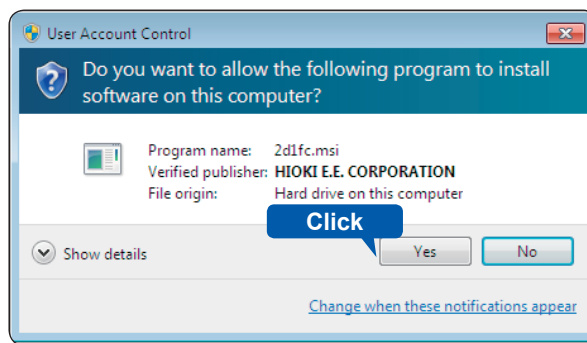 User Account Control
Do you want to allow the following program to install
software on this computer?
Program name: 2d1fc.msi
Verified publisher: HIOKI E.E. CORPORATION
File origin: Hard drive on this computer
Click
Show details
Yes
No
Change when these notifications appear